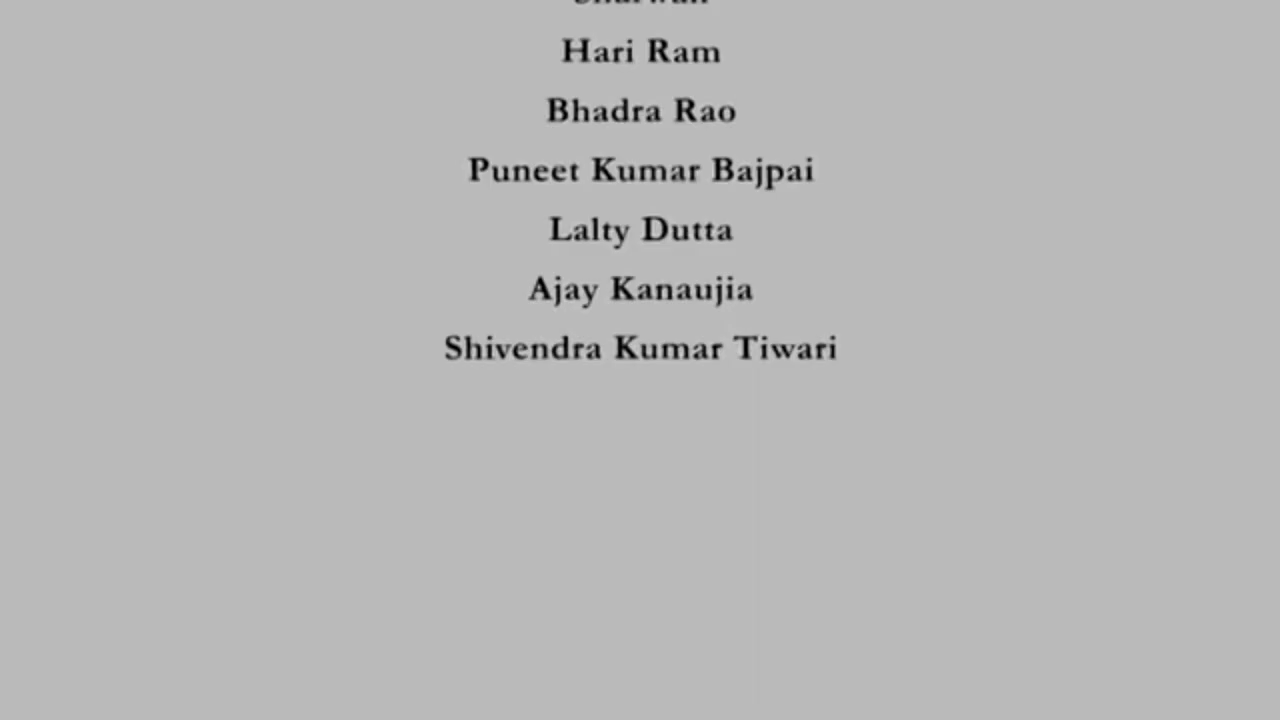 Hari Ram
Bhadra Rao
Puneet Kumar Bajpai
Lalty Dutta
Ajay Kanaujia
Shivendra Kumar Tiwari